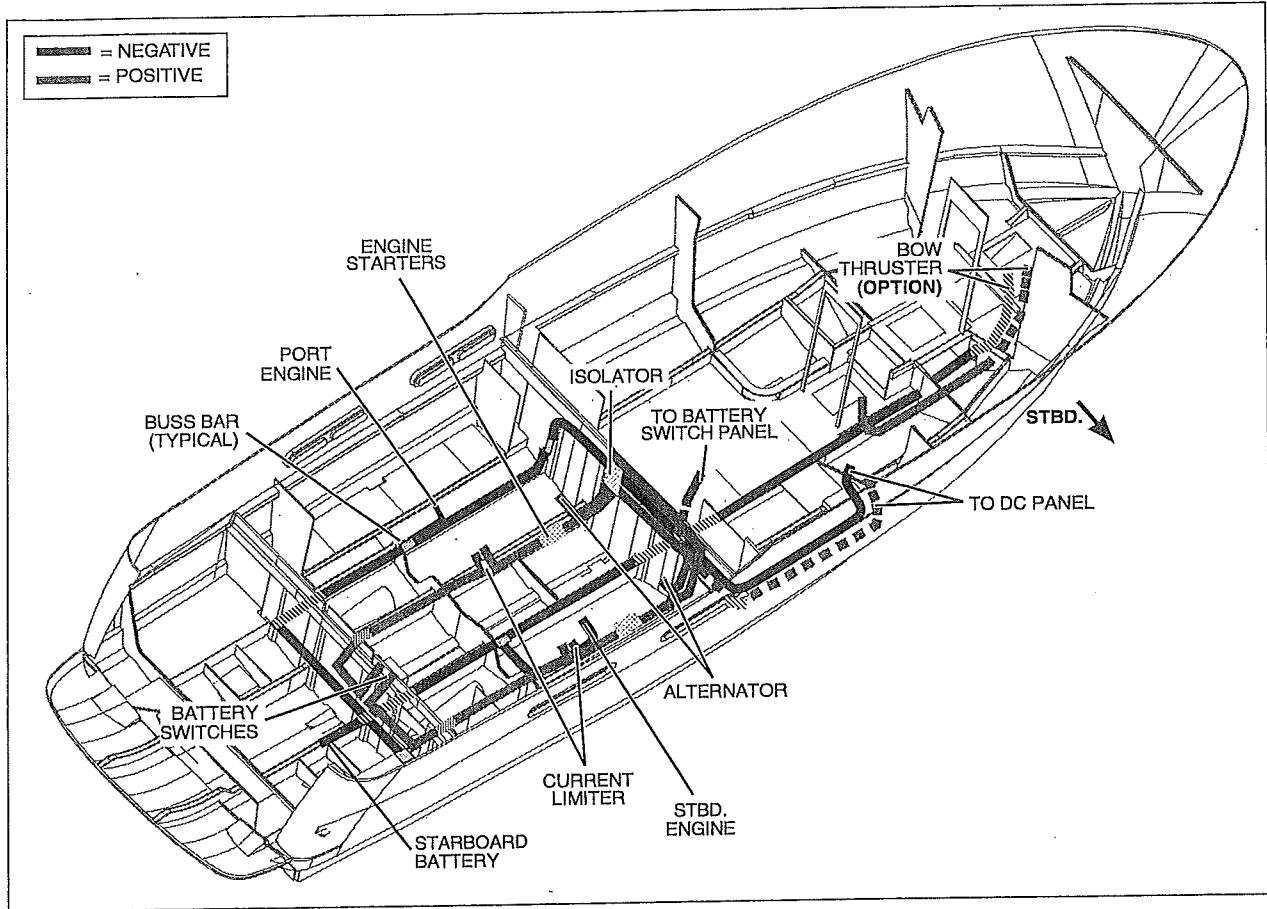 = NEGATIVE
= POSITIVE
ENGINE
STARTERS
PORT
ENGINE
BUSS BAR
(TYPICAL)
ISOLATOR
TO BATTERY
SWITCH PANEL
BOW
THRUSTER
(OPTION)
STBD.
TO DC PANEL
ALTERNATOR
BATTERY
SWITCHES
CURRENT
LIMITER
STBD.
ENGINE
STARBOARD
BATTERY